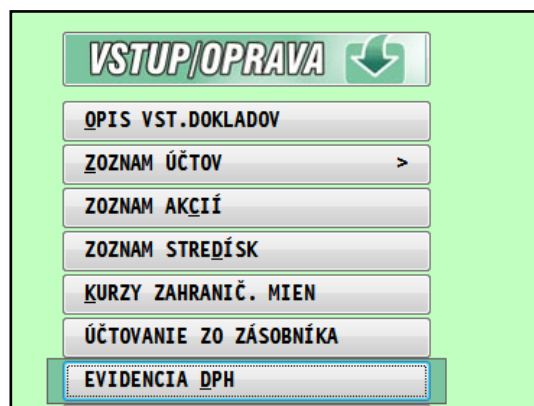 VSTUP/OPRAVA
OPIS VST.DOKLADOV
ZOZNAM ÚČTOV >
ZOZNAM AKCIÍ
ZOZNAM STREDÍSK
KURZY ZAHRANIČ. MIEN
ÚČTOVANIE ZO ZÁSOBNÍKA
EVIDENCIA DPH